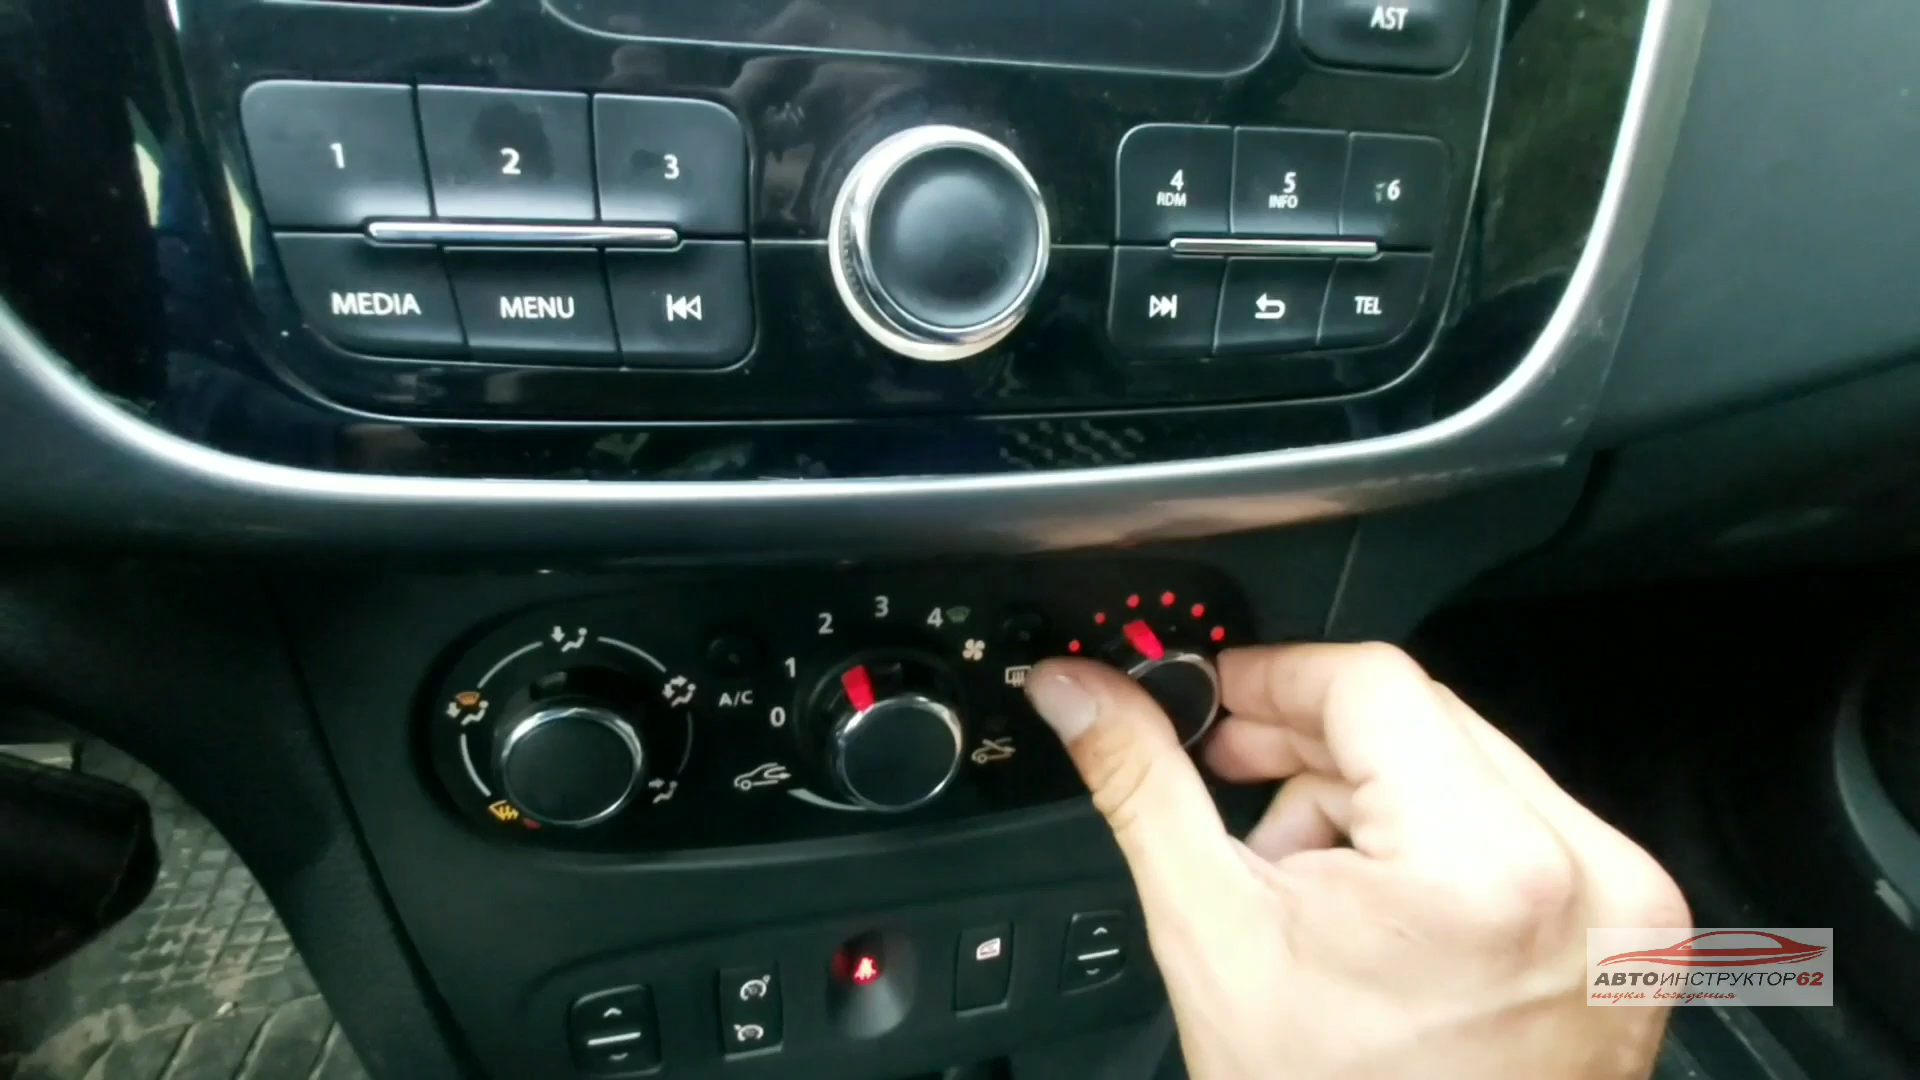 AST
1
2
3
4
RDM
5
INFO
6
MEDIA
MENU
TEL
0
1
2
3
4
A/C
АВТОИНСТРУКТОР62
наука вождения